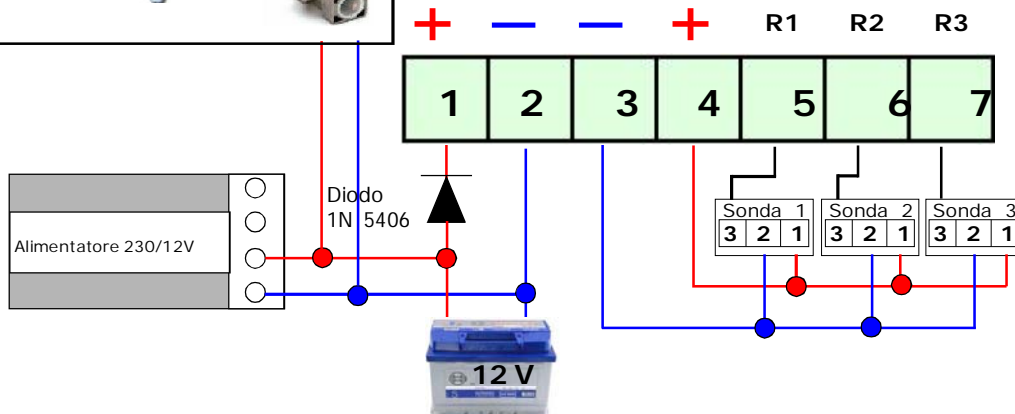 + − − + R1 R2 R3
1 2 3 4 5 6 7
Diodo
1N 5406
Alimentatore 230/12V
Sonda 1
3 2 1
Sonda 2
3 2 1
Sonda 3
3 2 1
12 V